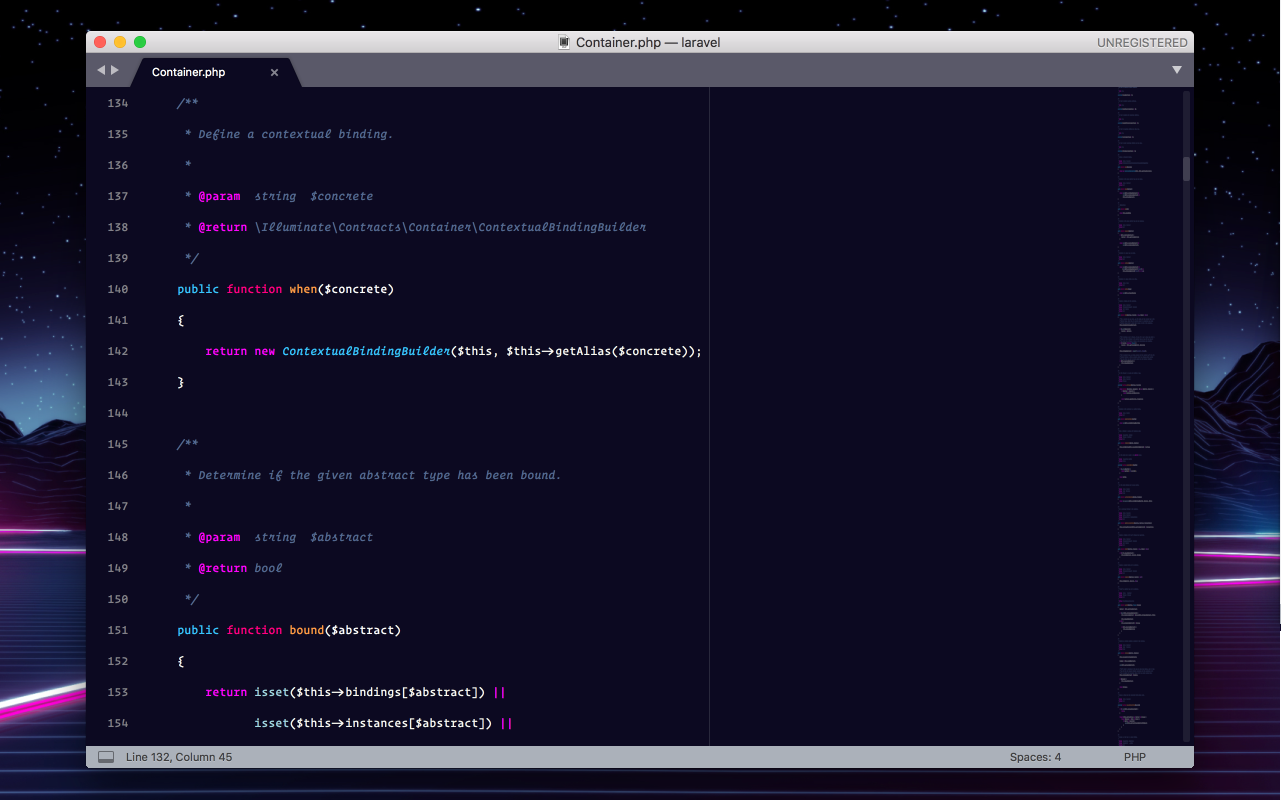 Container.php — laravel
UNREGISTERED
Container.php
134 /**
135 * Define a contextual binding.
136 *
137 * @param  string  $concrete
138 * @return \Illuminate\Contracts\Container\ContextualBindingBuilder
139 */
140 public function when($concrete)
141 {
142 return new ContextualBindingBuilder($this, $this->getAlias($concrete));
143 }
144
145 /**
146 * Determine if the given abstract type has been bound.
147 *
148 * @param  string  $abstract
149 * @return bool
150 */
151 public function bound($abstract)
152 {
153 return isset($this->bindings[$abstract]) ||
154 isset($this->instances[$abstract]) ||
Line 132, Column 45
Spaces: 4
PHP